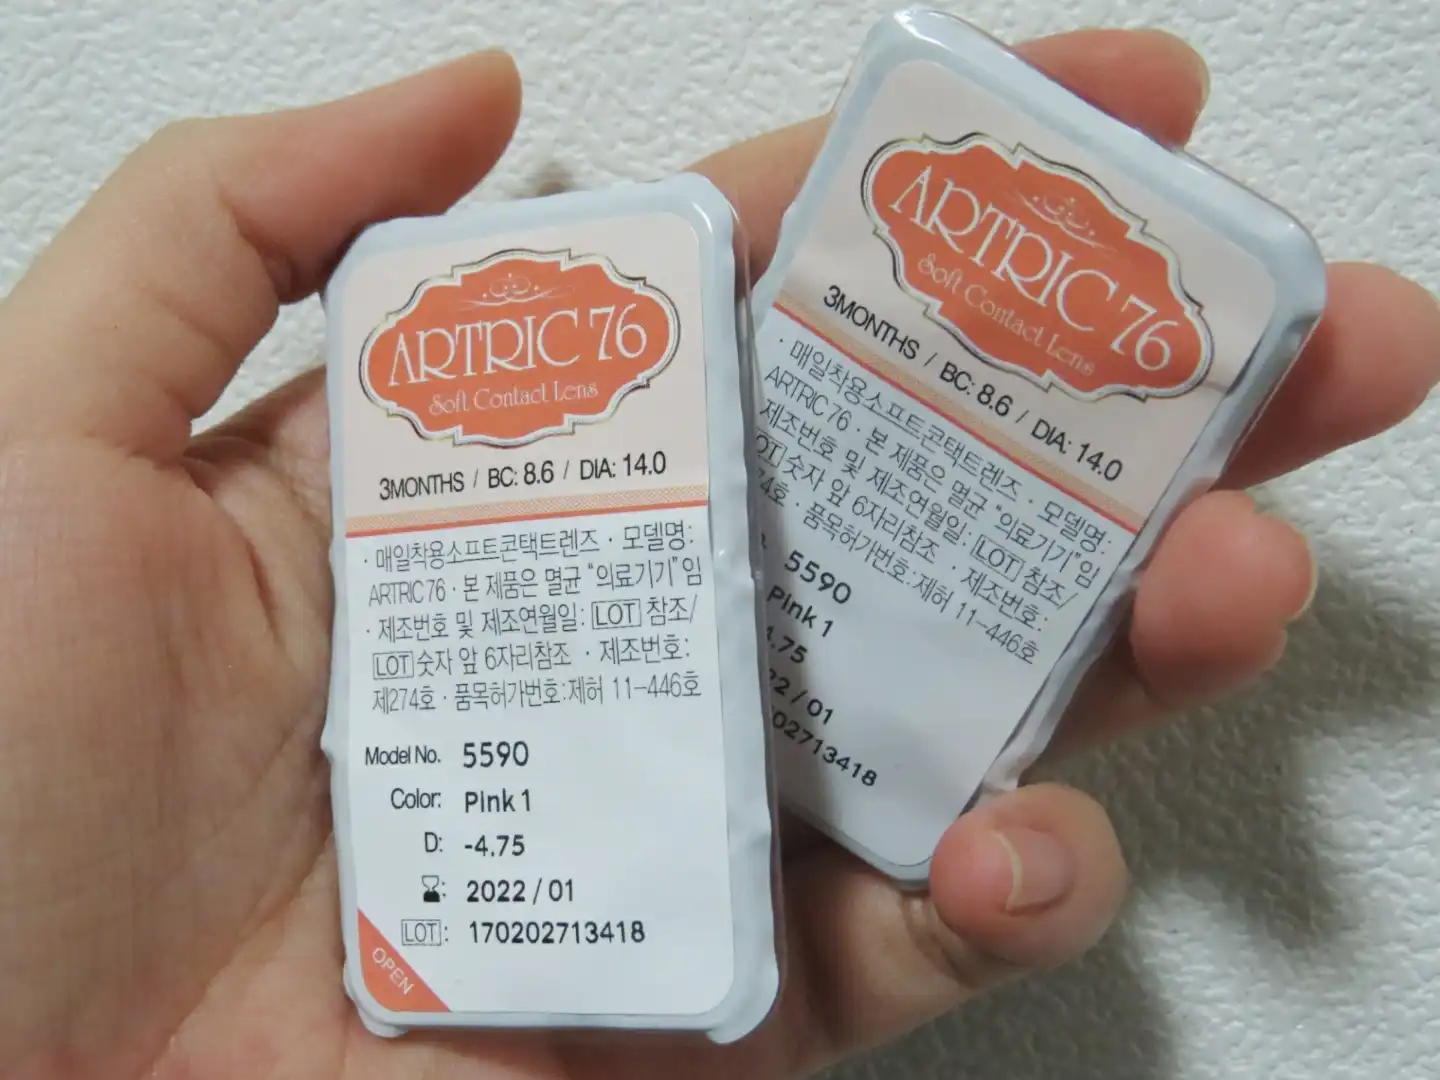 ARTRIC 76
Soft Contact Lens
3MONTHS / BC: 8.6 / DIA: 14.0
· 매일착용소프트콘택트렌즈 · 모델명:
ARTRIC 76 · 본 제품은 멸균 "의료기기"임
· 제조번호 및 제조연월일: LOT 참조/
LOT 숫자 앞 6자리참조 · 제조번호:
제274호 · 품목허가번호:제허 11-446호
Model No. 5590
Color: Pink 1
D: -4.75
: 2022 / 01
LOT: 170202713418
OPEN
ARTRIC 76
Soft Contact Lens
3MONTHS / BC: 8.6 / DIA: 14.0
· 매일착용소프트콘택트렌즈 · 모델명:
ARTRIC 76 · 본 제품은 멸균 "의료기기"임
제조번호 및 제조연월일: LOT 참조/
LOT 숫자 앞 6자리참조 · 제조번호:
74호 · 품목허가번호:제허 11-446호
5590
Pink 1
4.75
22 / 01
02713418